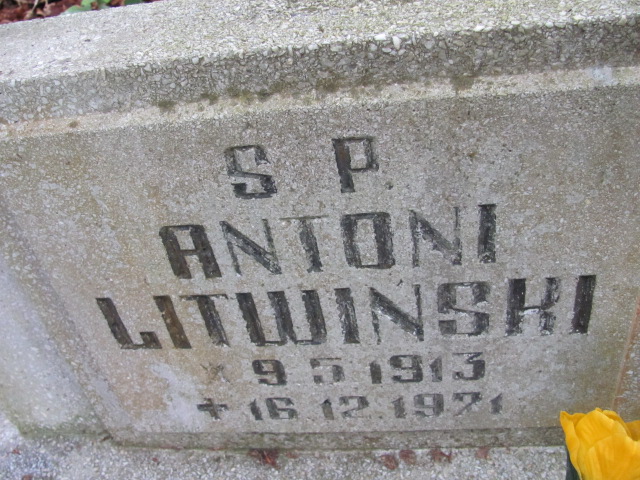 S P
ANTONI
LITWINSKI
* 9 5 1913
+ 16 12 1971